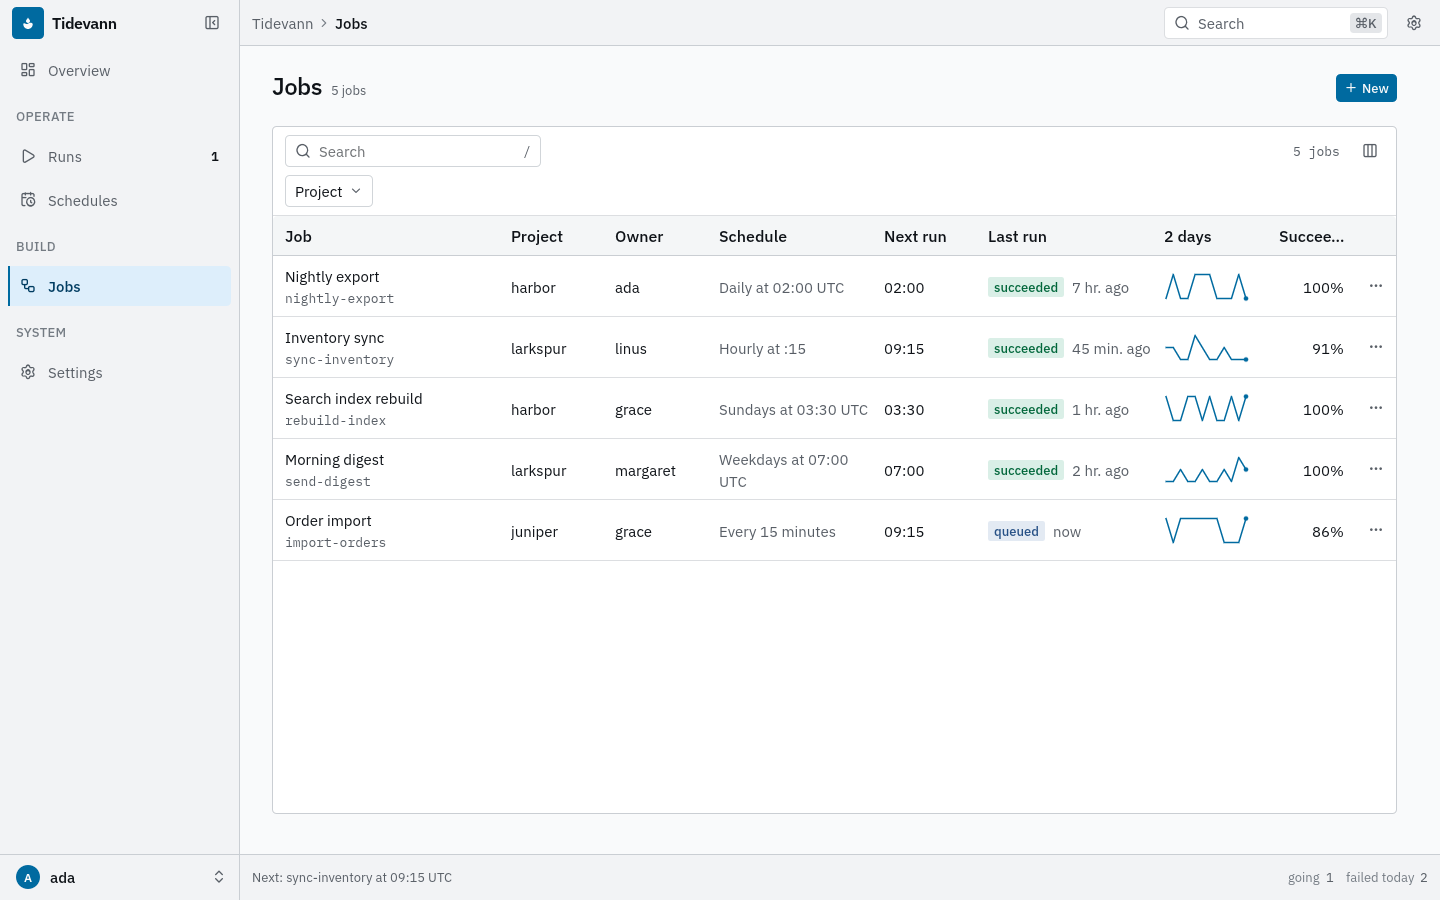 Tidevann
Tidevann > Jobs
Search ⌘K
Overview
OPERATE
Runs 1
Schedules
BUILD
Jobs
SYSTEM
Settings
Jobs 5 jobs
+ New
Search /
5 jobs
Project
Job Project Owner Schedule Next run Last run 2 days Succee...
Nightly export
nightly-export
harbor ada Daily at 02:00 UTC 02:00 succeeded 7 hr. ago 100%
Inventory sync
sync-inventory
larkspur linus Hourly at :15 09:15 succeeded 45 min. ago 91%
Search index rebuild
rebuild-index
harbor grace Sundays at 03:30 UTC 03:30 succeeded 1 hr. ago 100%
Morning digest
send-digest
larkspur margaret Weekdays at 07:00
UTC
07:00 succeeded 2 hr. ago 100%
Order import
import-orders
juniper grace Every 15 minutes 09:15 queued now 86%
A ada
Next: sync-inventory at 09:15 UTC
going 1 failed today 2